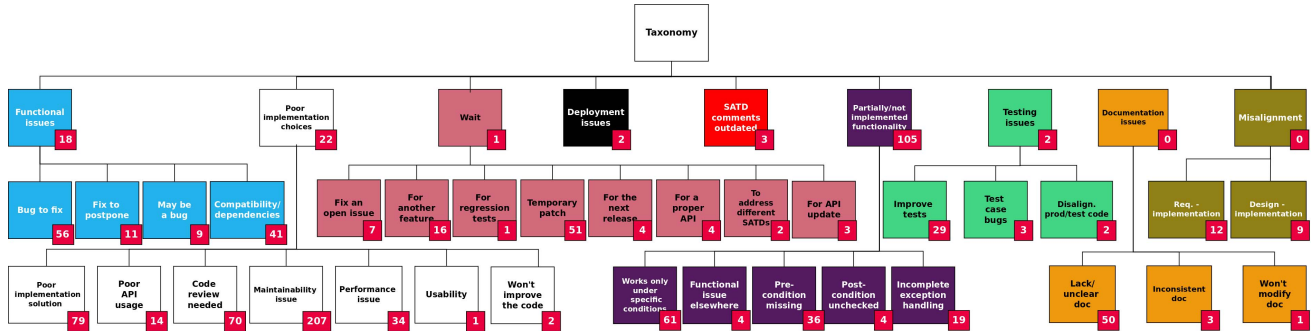 Taxonomy
Functional
issues
18
Poor
implementation
choices
22
Wait
1
Deployment
issues
2
SATD
comments
outdated
3
Partially/not
implemented
functionality
105
Testing
issues
2
Documentation
issues
0
Misalignment
0
Bug to fix
56
Fix to
postpone
11
May be
a bug
9
Compatibility/
dependencies
41
Fix an
open issue
7
For
another
feature
16
For
regression
tests
1
Temporary
patch
51
For the
next
release
4
For a
proper
API
4
To
address
different
SATDs
2
For API
update
3
Improve
tests
29
Test
case
bugs
3
Disalign.
prod/test code
2
Req. -
Implementation
12
Design -
implementation
9
Poor
implementation
solution
79
Poor
API
usage
14
Code
review
needed
70
Maintainability
issue
207
Performance
issue
34
Usability
1
Won't
improve
the code
2
Works only
under
specific
conditions
61
Functional
issue
elsewhere
4
Pre-
condition
missing
36
Post-
condition
unchecked
4
Incomplete
exception
handling
19
Lack/
unclear
doc
50
Inconsistent
doc
3
Won't
modify
doc
1